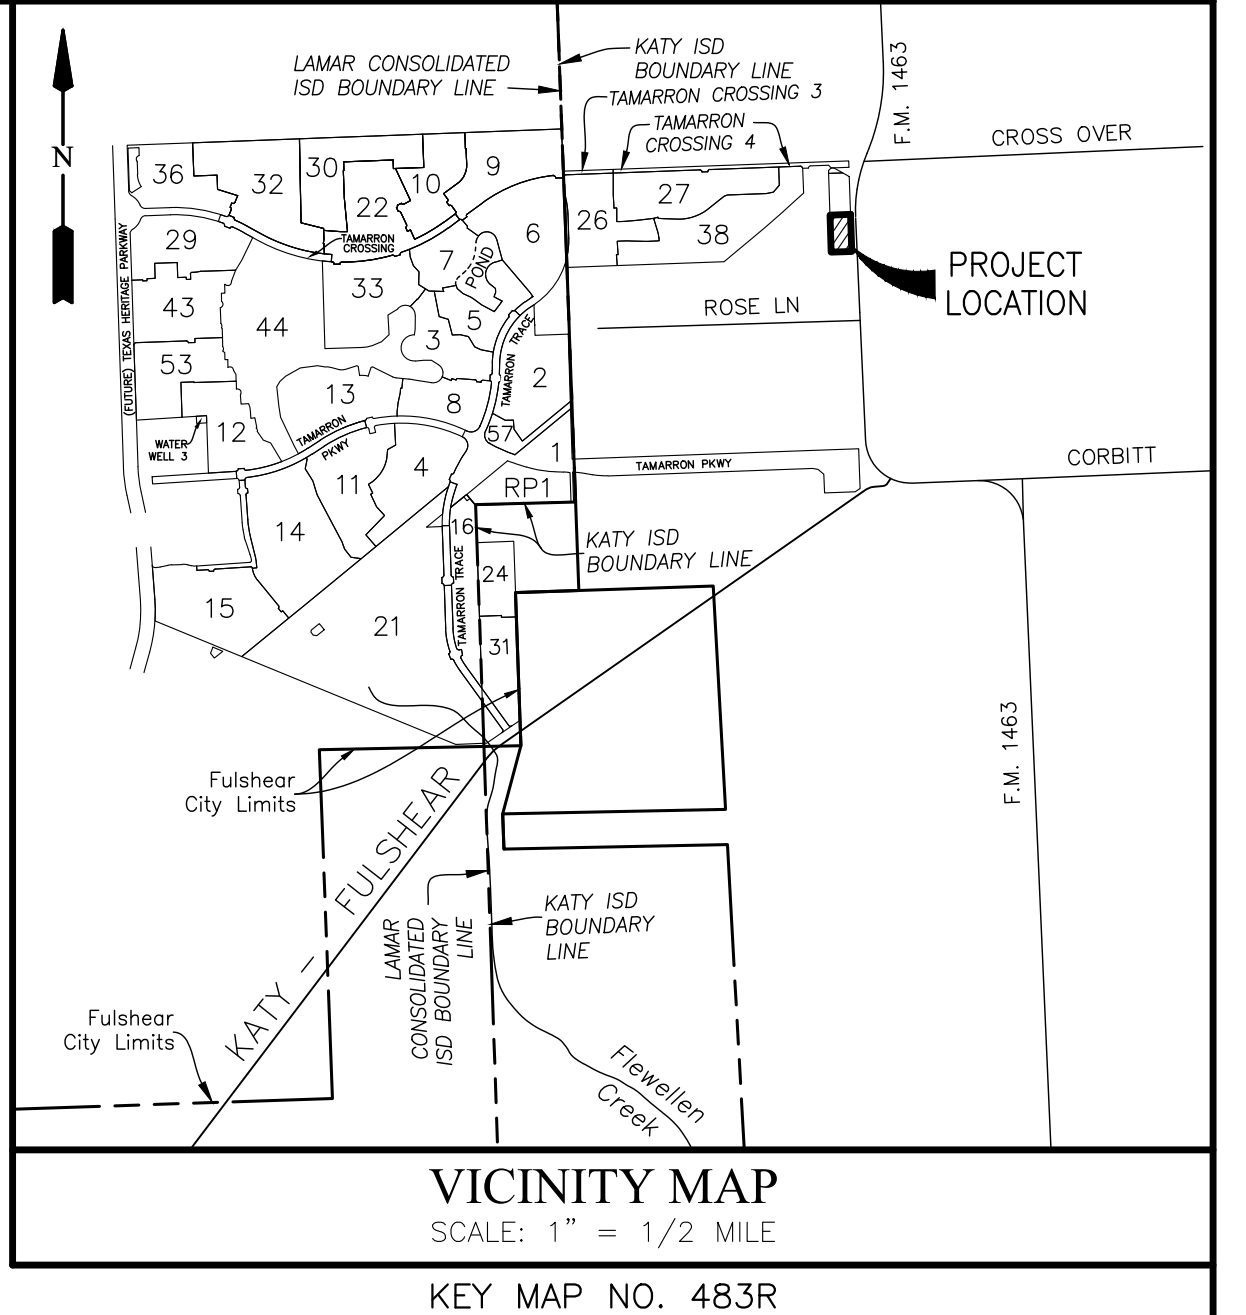 LAMAR CONSOLIDATED
ISD BOUNDARY LINE
KATY ISD
BOUNDARY LINE
TAMARRON CROSSING 3
TAMARRON
CROSSING 4
F.M. 1463
CROSS OVER
N
36
32
30
22
10
9
27
26
38
6
7
POND
TAMARRON
CROSSING
29
33
PROJECT
LOCATION
(FUTURE) TEXAS HERITAGE PARKWAY
43
44
5
3
ROSE LN
53
13
8
2
TAMARRON TRACE
12
WATER
WELL 3
TAMARRON
PKWY
57
1
11
4
TAMARRON PKWY
CORBITT
RP1
14
16
KATY ISD
BOUNDARY LINE
24
15
21
TAMARRON TRACE
31
F.M. 1463
Fulshear
City Limits
KATY - FULSHEAR
LAMAR
CONSOLIDATED
ISD BOUNDARY
LINE
KATY ISD
BOUNDARY
LINE
Fulshear
City Limits
Flewellen
Creek
VICINITY MAP
SCALE: 1" = 1/2 MILE
KEY MAP NO. 483R